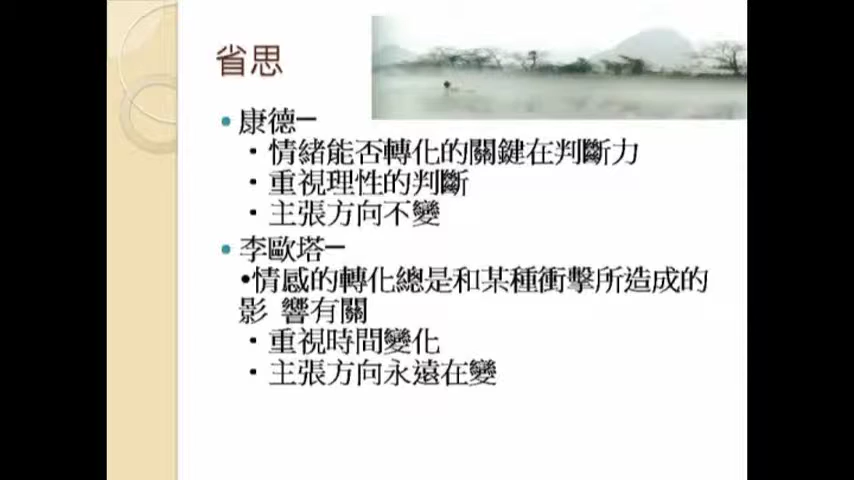 省思
• 康德─
▪ 情緒能否轉化的關鍵在判斷力
▪ 重視理性的判斷
▪ 主張方向不變
• 李歐塔─
•情感的轉化總是和某種衝擊所造成的
影 響有關
▪ 重視時間變化
▪ 主張方向永遠在變